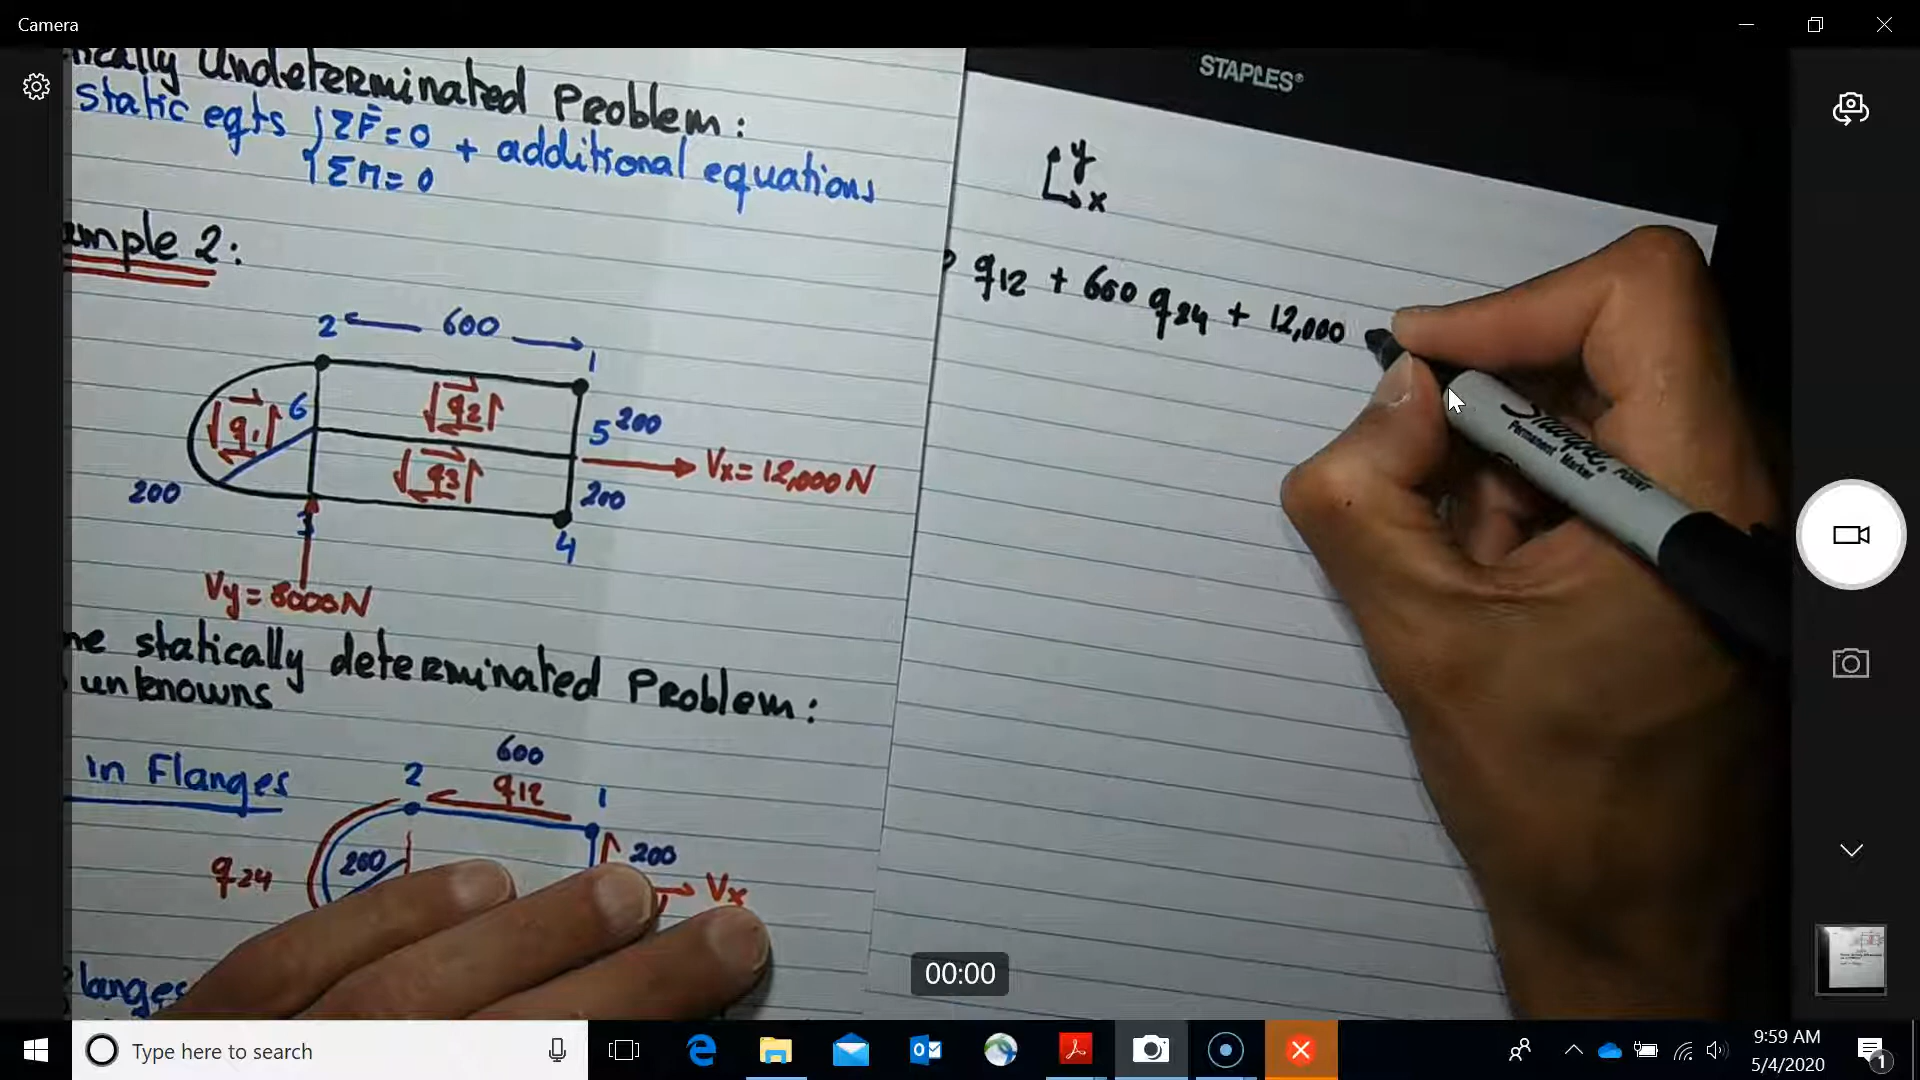 Camera
STAPLES®
ically Undeterminated Problem:
static eqts { ΣF̄=0 + additional equations
ΣM=0
ample 2:
y
x
q12 + 600 q24 + 12,000
2 600 1
6 q1 q2
5 200
q3 Vx=12,000N
200 200
3 4
Vy=8000N
ne statically determinated Problem:
unknowns
in Flanges
600
2 q12 1
200 200
q24 Vx
langes
Permanent Marker
POINT
00:00
Type here to search
9:59 AM
5/4/2020
1